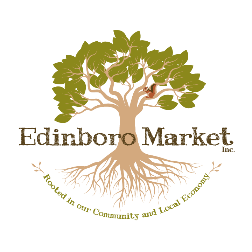 Edinboro Market
Inc.
Rooted in our Community and Local Economy